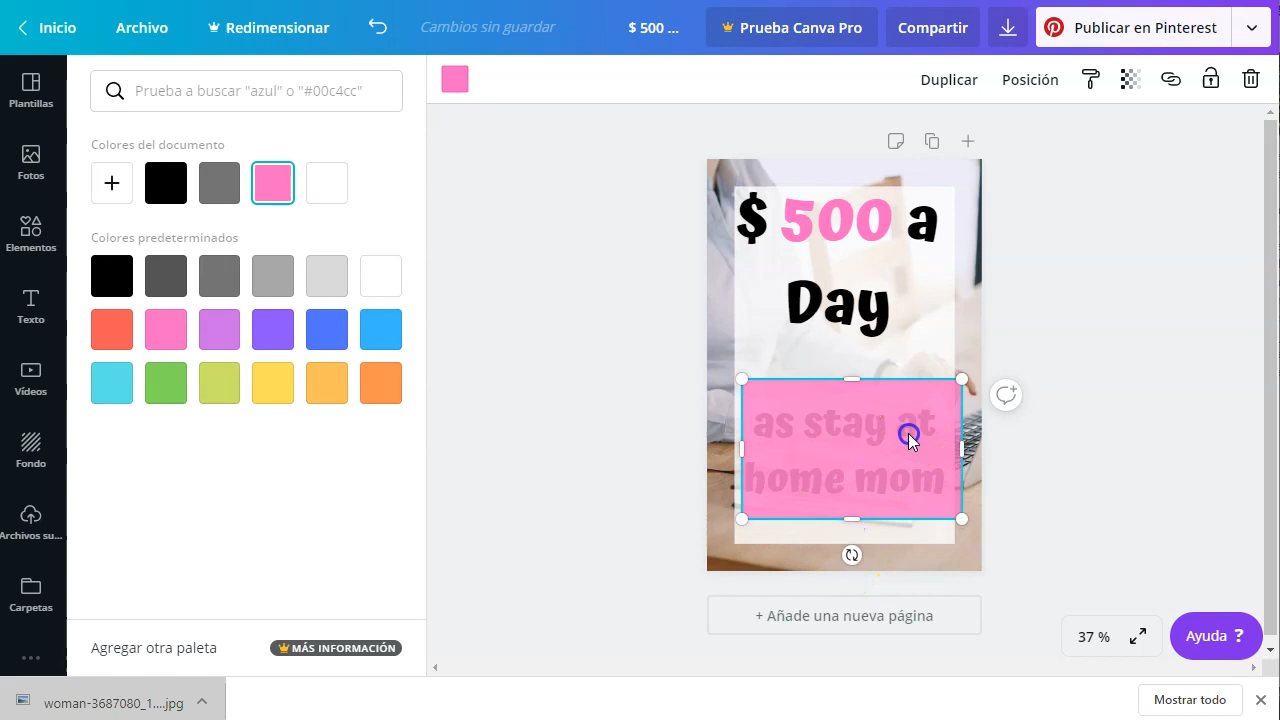 Inicio
Archivo
Redimensionar
Cambios sin guardar
$ 500 ...
Prueba Canva Pro
Compartir
Publicar en Pinterest
Plantillas
Fotos
Elementos
Texto
Vídeos
Fondo
Archivos su...
Carpetas
Prueba a buscar "azul" o "#00c4cc"
Colores del documento
Colores predeterminados
Agregar otra paleta
MÁS INFORMACIÓN
Duplicar
Posición
$ 500 a
Day
as stay at
home mom
+ Añade una nueva página
37 %
Ayuda ?
woman-3687080_1....jpg
Mostrar todo